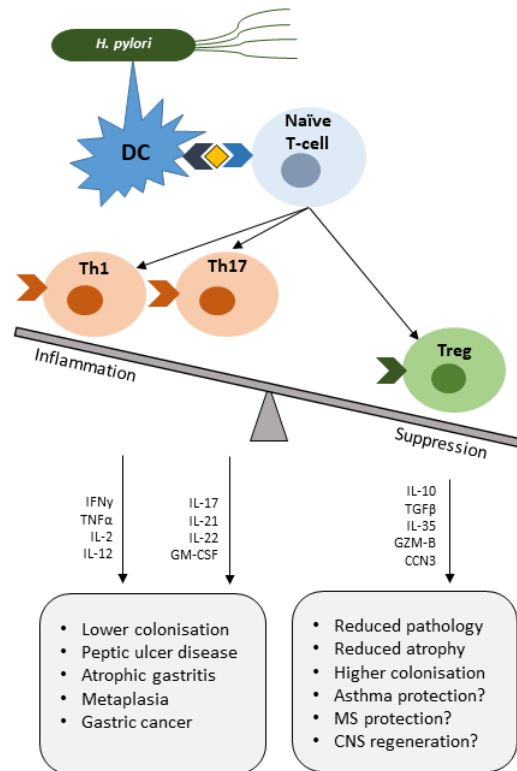 H. pylori
DC
Naïve
T-cell
Th1
Th17
Treg
Inflammation
Suppression
IFNγ
TNFα
IL-2
IL-12
IL-17
IL-21
IL-22
GM-CSF
IL-10
TGFβ
IL-35
GZM-B
CCN3
• Lower colonisation
• Peptic ulcer disease
• Atrophic gastritis
• Metaplasia
• Gastric cancer
• Reduced pathology
• Reduced atrophy
• Higher colonisation
• Asthma protection?
• MS protection?
• CNS regeneration?